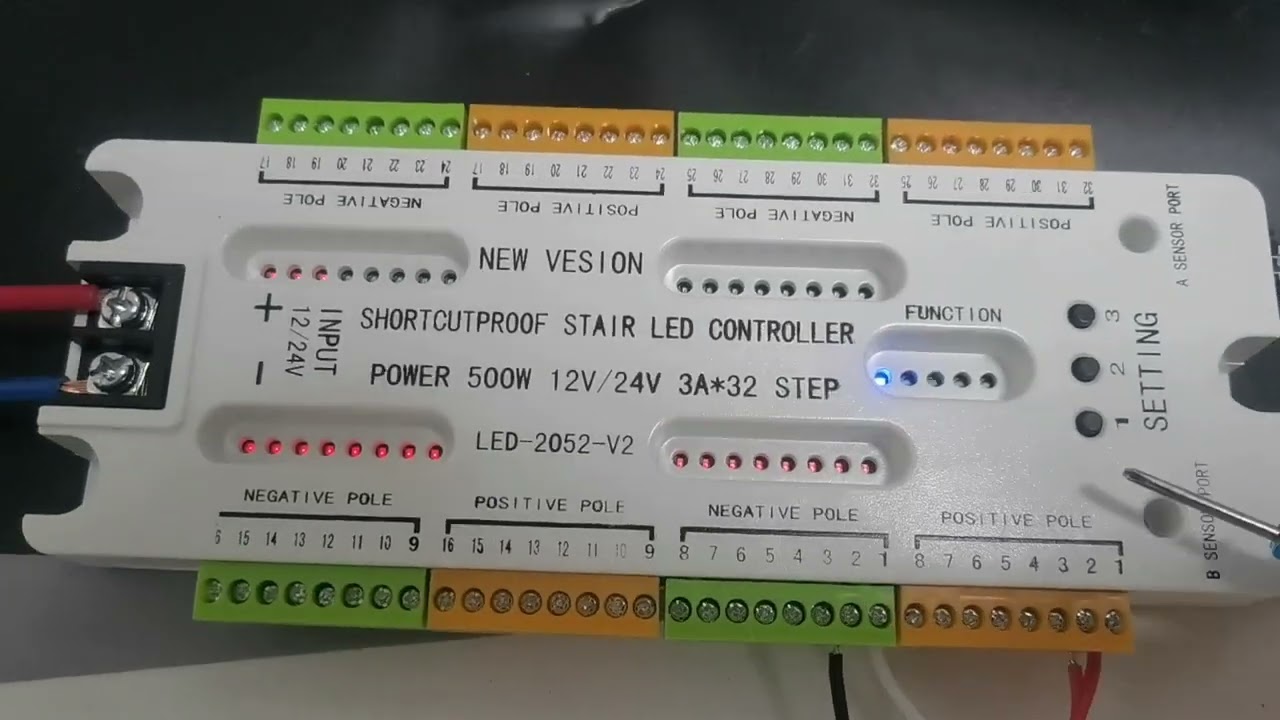 17 18 19 20 21 22 23 24
17 18 19 20 21 22 23 24
25 26 27 28 29 30 31 32
25 26 27 28 29 30 31 32
NEGATIVE POLE
POSITIVE POLE
NEGATIVE POLE
POSITIVE POLE
A SENSOR PORT
NEW VESION
+
-
INPUT
12/24V
SHORTCUTPROOF STAIR LED CONTROLLER
POWER 500W 12V/24V 3A*32 STEP
FUNCTION
3
2
1
SETTING
LED-2052-V2
B SENSOR PORT
NEGATIVE POLE
POSITIVE POLE
NEGATIVE POLE
POSITIVE POLE
6 15 14 13 12 11 10 9
16 15 14 13 12 11 10 9
8 7 6 5 4 3 2 1
8 7 6 5 4 3 2 1